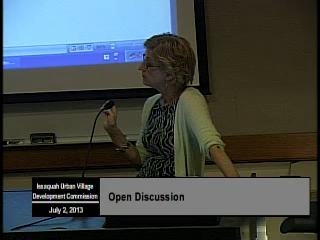 Issaquah Urban Village
Development Commission
July 2, 2013
Open Discussion